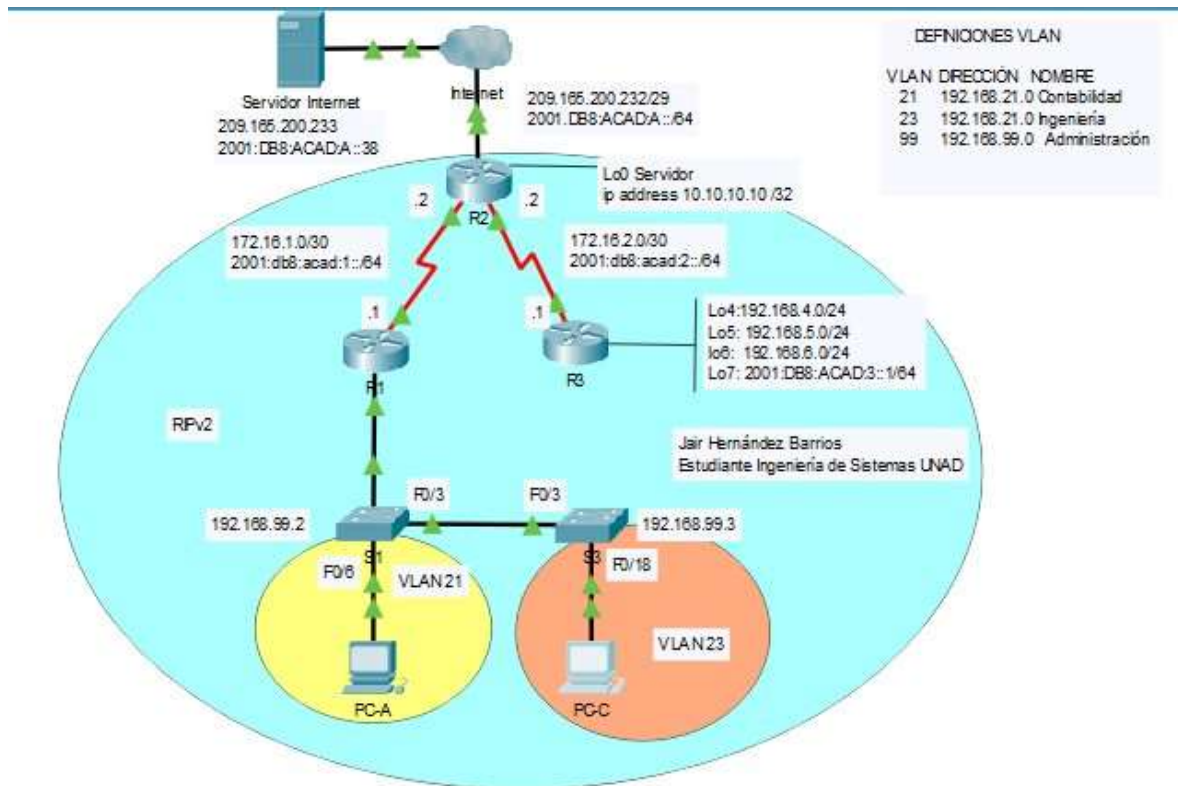 DEFINICIONES VLAN
VLAN DIRECCIÓN NOMBRE
21 192.168.21.0 Contabilidad
23 192.168.21.0 Ingeniería
99 192.168.99.0 Administración
Servidor Internet
209.165.200.233
2001:DB8:ACAD:A::38
Internet
209.165.200.232/29
2001.DB8:ACAD:A::/64
Lo0 Servidor
ip address 10.10.10.10 /32
.2
.2
R2
172.16.1.0/30
2001:db8:acad:1::/64
172.16.2.0/30
2001:db8:acad:2::/64
.1
.1
R1
R3
Lo4:192.168.4.0/24
Lo5: 192.168.5.0/24
lo6: 192.168.6.0/24
Lo7: 2001:DB8:ACAD:3::1/64
RIPv2
Jair Hernández Barrios
Estudiante Ingeniería de Sistemas UNAD
F0/3
F0/3
192.168.99.2
192.168.99.3
S1
S3
F0/6
VLAN 21
F0/18
VLAN 23
PC-A
PC-C